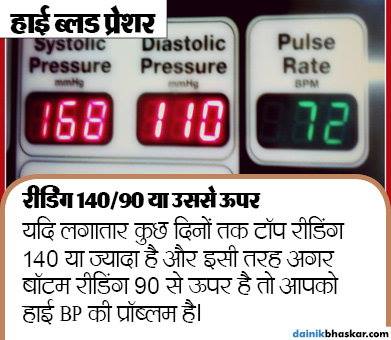 हाई ब्लड प्रेशर
Systolic Diastolic Pulse
Pressure Pressure Rate
mmHg mmHg BPM
168 110 72
रीडिंग 140/90 या उससे ऊपर
यदि लगातार कुछ दिनों तक टॉप रीडिंग
140 या ज्यादा है और इसी तरह अगर
बॉटम रीडिंग 90 से ऊपर है तो आपको
हाई BP की प्रॉब्लम है।
dainikbhaskar.com